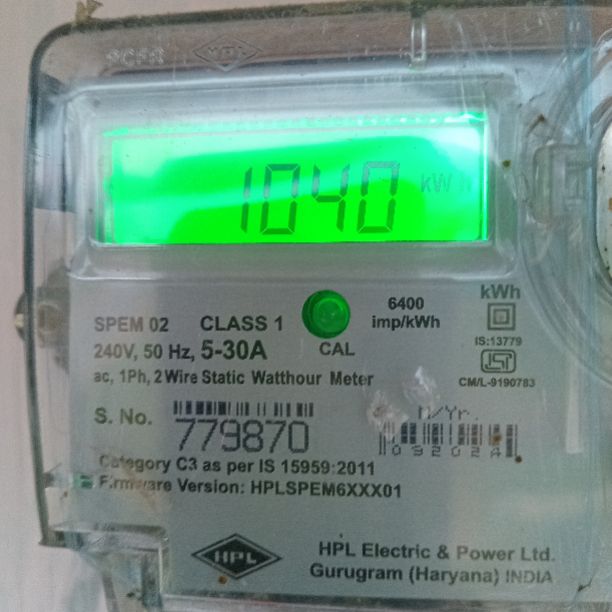 HPL
1040 kWh
SPEM 02 CLASS 1
240V, 50 Hz, 5-30A
CAL
6400
imp/kWh
kWh
IS:13779
ISI
CM/L-9190783
ac, 1Ph, 2 Wire Static Watthour Meter
S. No.
779870
M/Yr.
092024
Category C3 as per IS 15959:2011
Firmware Version: HPLSPEM6XXX01
HPL
HPL Electric & Power Ltd.
Gurugram (Haryana) INDIA